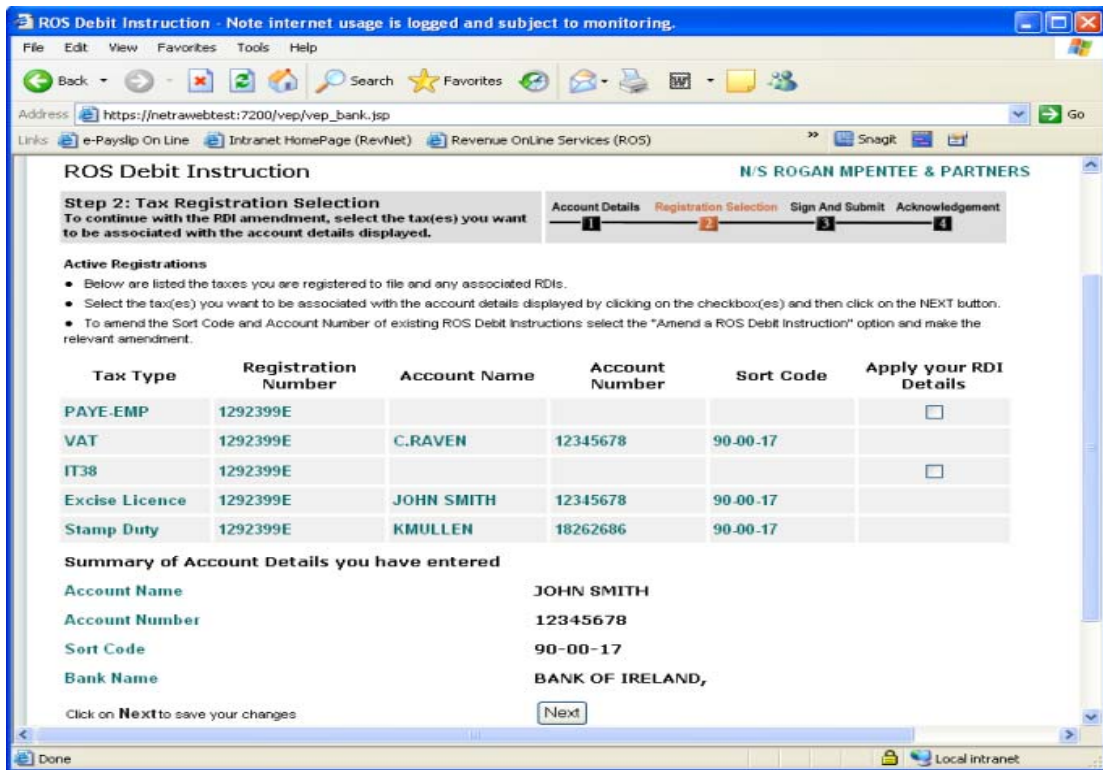 ROS Debit Instruction - Note internet usage is logged and subject to monitoring.
File Edit View Favorites Tools Help
Back Search Favorites
Address https://netrawebtest:7200/vep/vep_bank.jsp Go
Links e-Payslip On Line Intranet HomePage (RevNet) Revenue OnLine Services (ROS) » Snagit
ROS Debit Instruction N/S ROGAN MPENTEE & PARTNERS
Step 2: Tax Registration Selection
To continue with the RDI amendment, select the tax(es) you want
to be associated with the account details displayed.
Account Details Registration Selection Sign And Submit Acknowledgement
1 2 3 4
Active Registrations
• Below are listed the taxes you are registered to file and any associated RDIs.
• Select the tax(es) you want to be associated with the account details displayed by clicking on the checkbox(es) and then click on the NEXT button.
• To amend the Sort Code and Account Number of existing ROS Debit Instructions select the "Amend a ROS Debit Instruction" option and make the
relevant amendment.
Tax Type Registration Number Account Name Account Number Sort Code Apply your RDI Details
PAYE-EMP 1292399E
VAT 1292399E C.RAVEN 12345678 90-00-17
IT38 1292399E
Excise Licence 1292399E JOHN SMITH 12345678 90-00-17
Stamp Duty 1292399E KMULLEN 18262686 90-00-17
Summary of Account Details you have entered
Account Name JOHN SMITH
Account Number 12345678
Sort Code 90-00-17
Bank Name BANK OF IRELAND,
Click on Next to save your changes Next
Done Local intranet